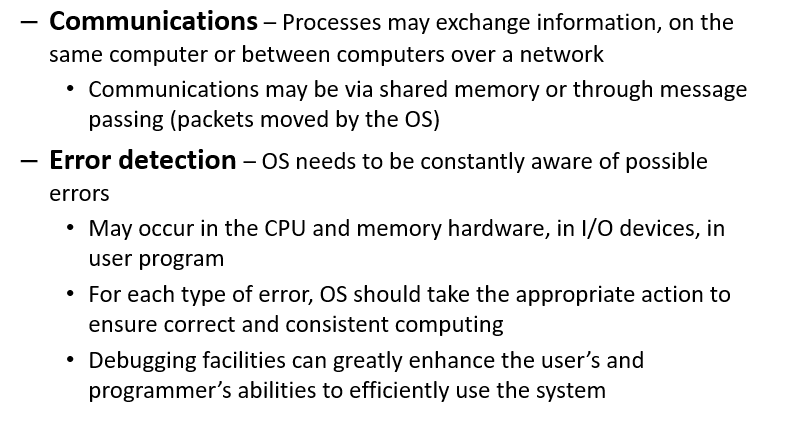 – Communications – Processes may exchange information, on the
same computer or between computers over a network
• Communications may be via shared memory or through message
passing (packets moved by the OS)
– Error detection – OS needs to be constantly aware of possible
errors
• May occur in the CPU and memory hardware, in I/O devices, in
user program
• For each type of error, OS should take the appropriate action to
ensure correct and consistent computing
• Debugging facilities can greatly enhance the user’s and
programmer’s abilities to efficiently use the system